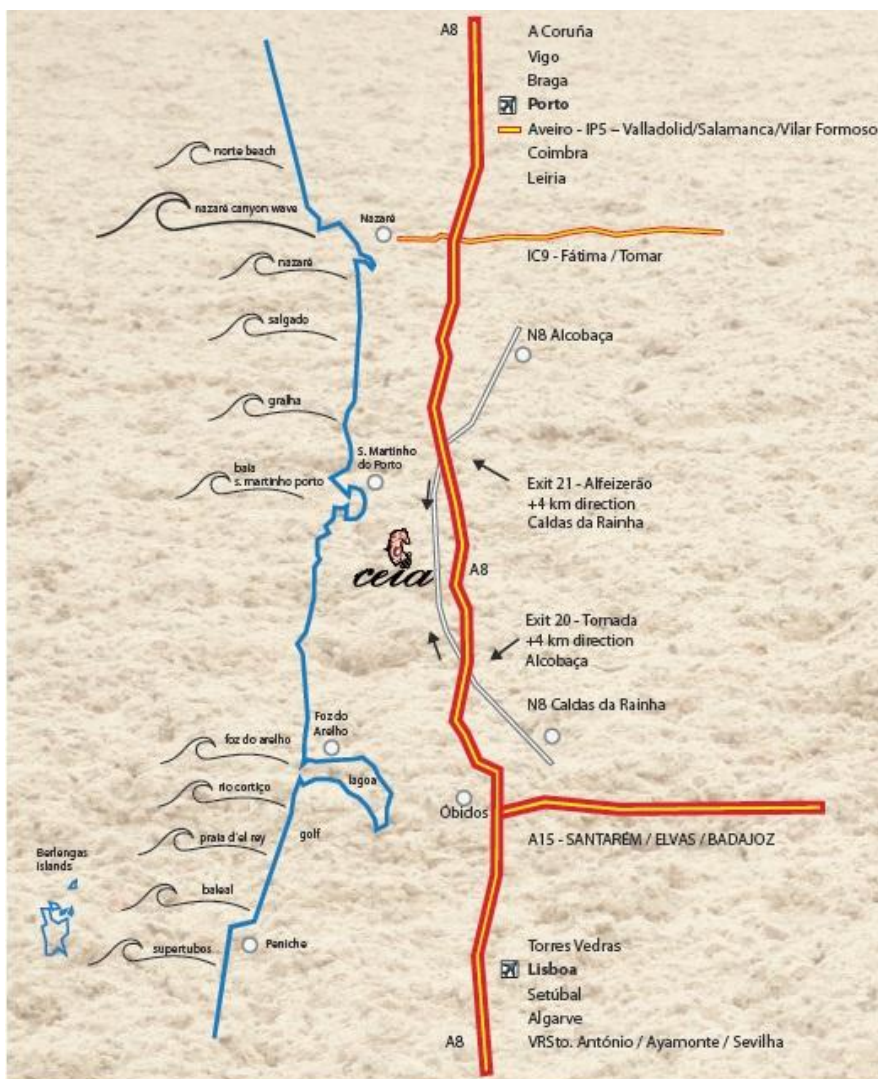 A8
A Coruña
Vigo
Braga
Porto
Aveiro - IP5 – Valladolid/Salamanca/Vilar Formoso
Coimbra
Leiria
norte beach
nazaré canyon wave
Nazaré
nazaré
IC9 - Fátima / Tomar
salgado
N8 Alcobaça
gralha
S. Martinho
do Porto
baía
s. martinho porto
Exit 21 - Alfeizerão
+4 km direction
Caldas da Rainha
ceia
A8
Exit 20 - Tornada
+4 km direction
Alcobaça
N8 Caldas da Rainha
Foz do
Arelho
foz do arelho
lagoa
rio cortiço
Óbidos
golf
praia d'el rey
A15 - SANTARÉM / ELVAS / BADAJOZ
Berlengas
islands
baleal
Peniche
supertubos
Torres Vedras
Lisboa
Setúbal
Algarve
A8
VRSto. António / Ayamonte / Sevilha